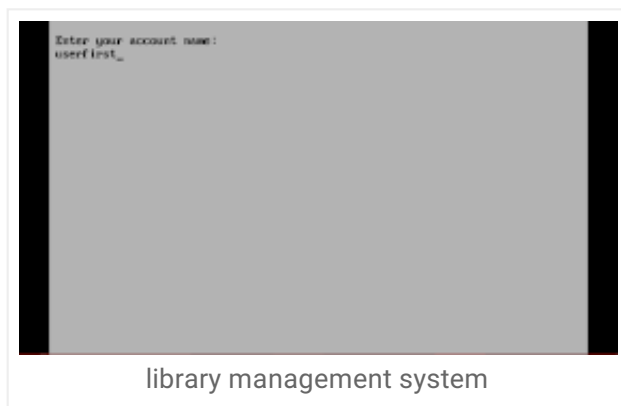 Enter your account name:
userfirst_
library management system